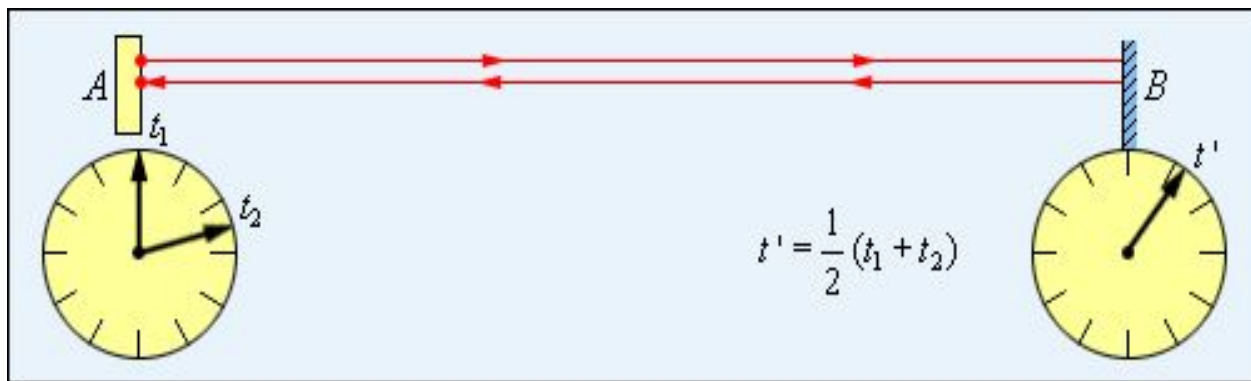 A
B
t₁
t₂
t'
t' = 1/2 (t₁ + t₂)